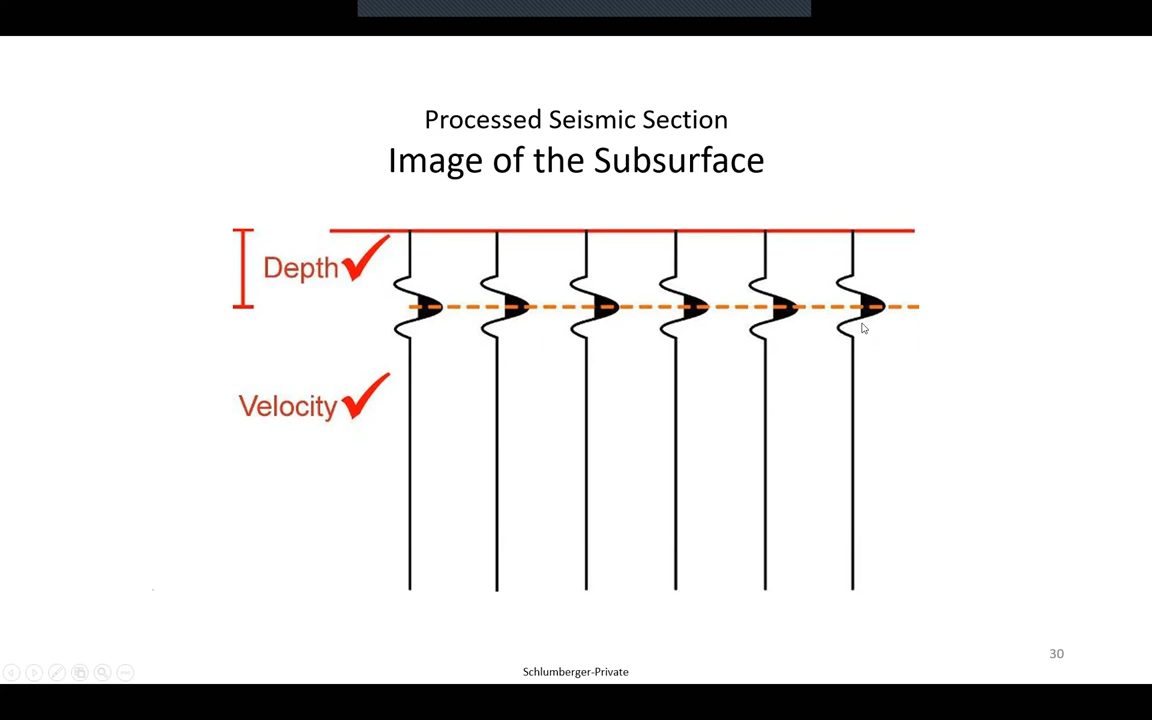 Processed Seismic Section
Image of the Subsurface
Depth
Velocity
30
Schlumberger-Private